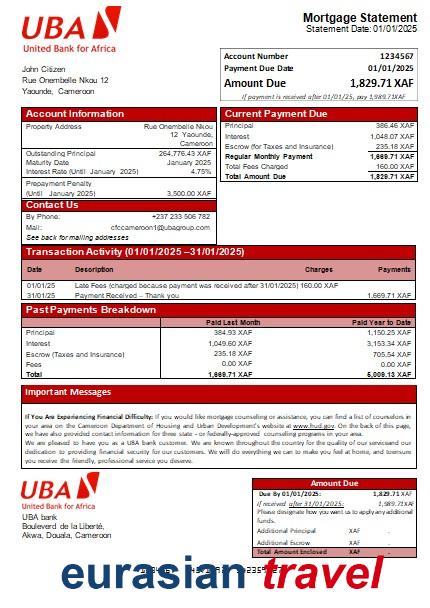 UBA
United Bank for Africa
Mortgage Statement
Statement Date: 01/01/2025
John Citizen
Rue Onembelle Nkou 12
Yaounde, Cameroon
Account Number 1234567
Payment Due Date 01/01/2025
Amount Due 1,829.71 XAF
if payment is received after 01/01/25, pay 1,989.71XAF
Account Information
Property Address Rue Onembelle Nkou
12 Yaounde,
Cameroon
Outstanding Principal 264,776.43 XAF
Maturity Date January 2025
Interest Rate (Until January 2025) 4.75%
Prepayment Penalty
(Until January 2025) 3,500.00 XAF
Contact Us
By Phone: +237 233 506 782
Mail: cfccameroon1@ubagroup.com
See back for mailing addresses
Current Payment Due
Principal 386.46 XAF
Interest 1,048.07 XAF
Escrow (for Taxes and Insurance) 235.18 XAF
Regular Monthly Payment 1,669.71 XAF
Total Fees Charged 160.00 XAF
Total Amount Due 1,829.71 XAF
Transaction Activity (01/01/2025 –31/01/2025)
Date Description Charges Payments
01/01/25 Late Fees (charged because payment was received after 31/01/2025) 160.00 XAF
31/01/25 Payment Received – Thank you 1,669.71 XAF
Past Payments Breakdown
Paid Last Month Paid Year to Date
Principal 384.93 XAF 1,150.25 XAF
Interest 1,049.60 XAF 3,153.34 XAF
Escrow (Taxes and Insurance) 235.18 XAF 705.54 XAF
Fees 0.00 XAF 0.00 XAF
Total 1,669.71 XAF 5,009.13 XAF
Important Messages
If You Are Experiencing Financial Difficulty: If you would like mortgage counseling or assistance, you can find a list of counselors in
your area on the Cameroon Department of Housing and Urban Development's website at www.hud.gov. On the back of this page,
we have also provided contact information for three state - or federally-approved counseling programs in your area.
We are pleased to have you as a UBA bank customer. We are known throughout the country for the quality of our serviceand our
dedication to providing financial security for our customers. We will do everything we can to make you feel at home, and toensure
you receive the friendly, professional service you deserve.
UBA
United Bank for Africa
UBA bank
Bouleverd de la Liberté,
Akwa, Douala, Cameroon
Amount Due
Due By 01/01/2025: 1,829.71 XAF
if received after 01/01/2025: 1,989.71XAF
Please designate how you want us to apply any additional
funds.
Additional Principal XAF .
Additional Escrow XAF .
Total Amount Enclosed XAF .
eurasian travel